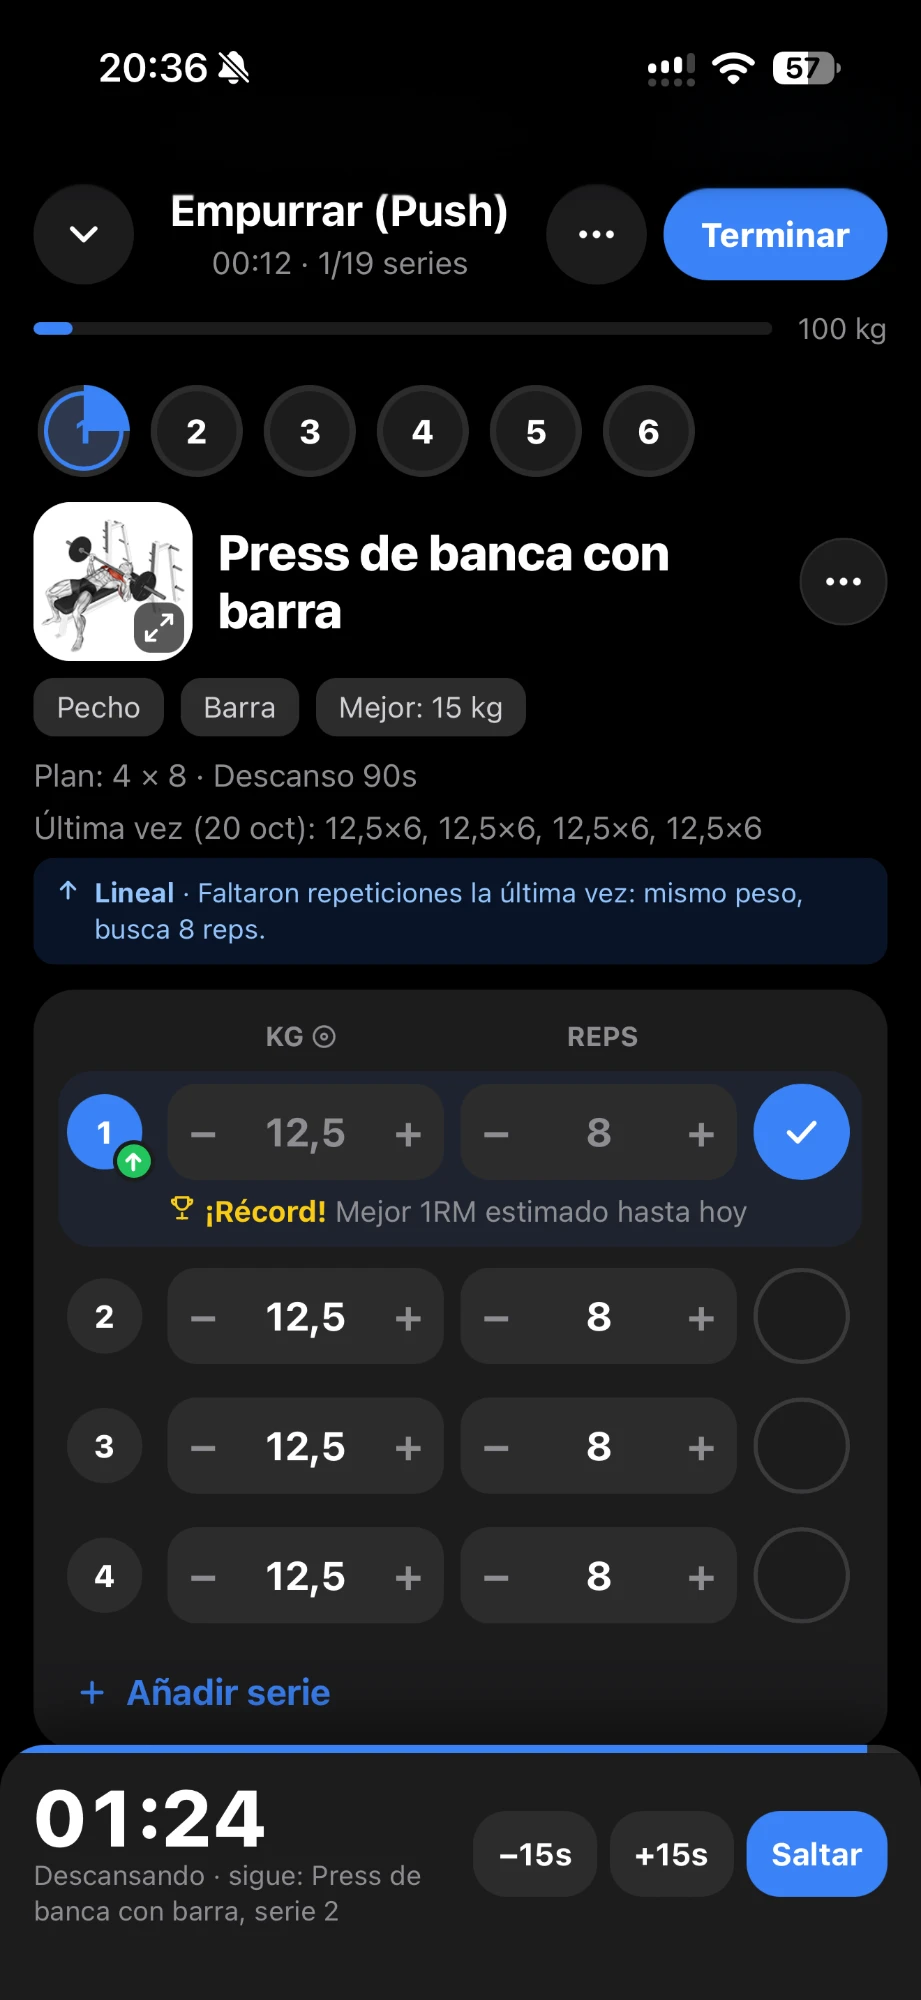 20:36
57
Empurrar (Push)
00:12 · 1/19 series
Terminar
100 kg
1
2
3
4
5
6
Press de banca con
barra
Pecho
Barra
Mejor: 15 kg
Plan: 4 × 8 · Descanso 90s
Última vez (20 oct): 12,5×6, 12,5×6, 12,5×6, 12,5×6
Lineal · Faltaron repeticiones la última vez: mismo peso,
busca 8 reps.
KG
REPS
1 − 12,5 + − 8 +
¡Récord! Mejor 1RM estimado hasta hoy
2 − 12,5 + − 8 +
3 − 12,5 + − 8 +
4 − 12,5 + − 8 +
+ Añadir serie
01:24
Descansando · sigue: Press de
banca con barra, serie 2
−15s
+15s
Saltar